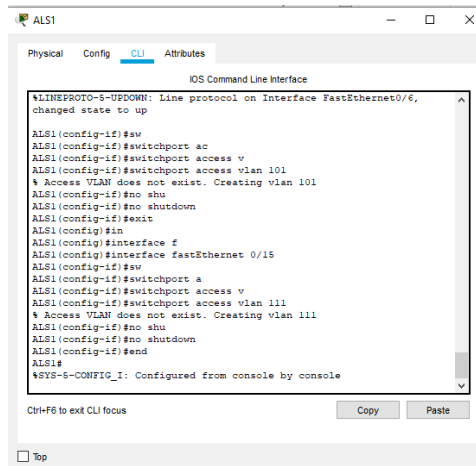 ALS1
Physical Config CLI Attributes
IOS Command Line Interface
%LINEPROTO-5-UPDOWN: Line protocol on Interface FastEthernet0/6,
changed state to up
ALS1(config-if)#sw
ALS1(config-if)#switchport ac
ALS1(config-if)#switchport access v
ALS1(config-if)#switchport access vlan 101
% Access VLAN does not exist. Creating vlan 101
ALS1(config-if)#no shu
ALS1(config-if)#no shutdown
ALS1(config-if)#exit
ALS1(config)#in
ALS1(config)#interface f
ALS1(config)#interface fastEthernet 0/15
ALS1(config-if)#sw
ALS1(config-if)#switchport a
ALS1(config-if)#switchport access v
ALS1(config-if)#switchport access vlan 111
% Access VLAN does not exist. Creating vlan 111
ALS1(config-if)#no shu
ALS1(config-if)#no shutdown
ALS1(config-if)#end
ALS1#
%SYS-5-CONFIG_I: Configured from console by console
Ctrl+F6 to exit CLI focus
Copy Paste
Top